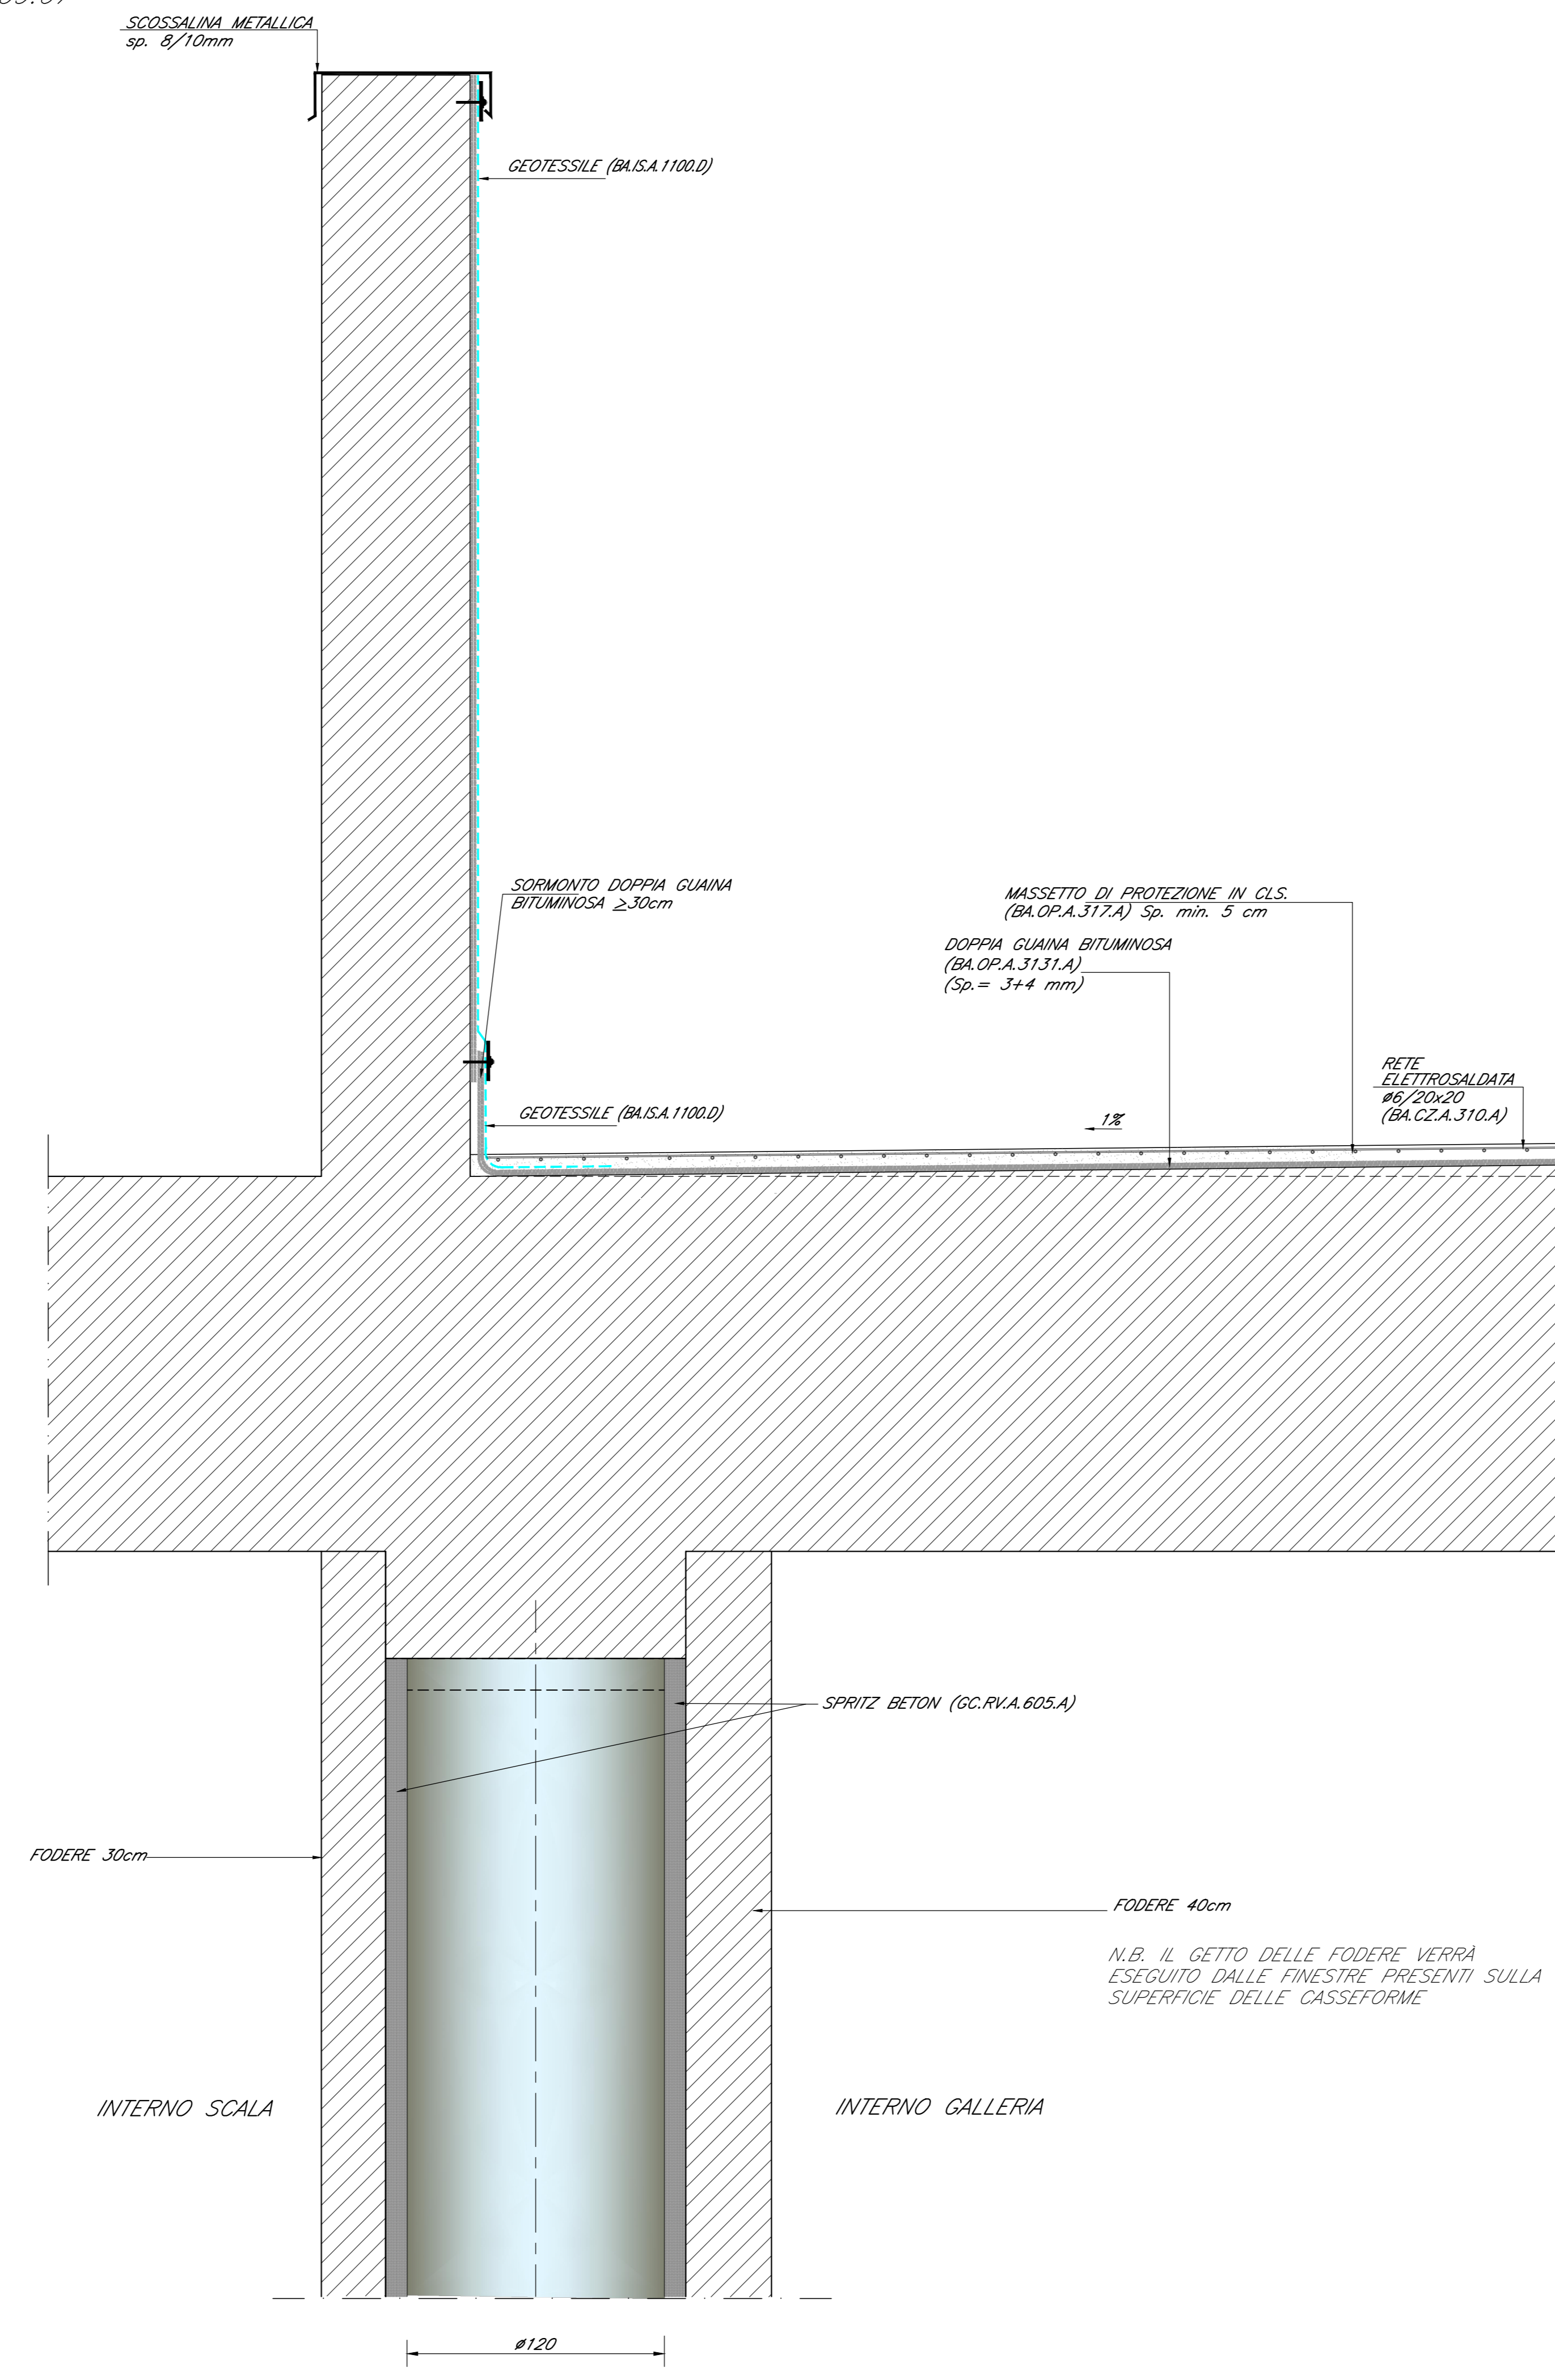 SCOSSALINA METALLICA
sp. 8/10mm
GEOTESSILE (BA.IS.A.1100.D)
SORMONTO DOPPIA GUAINA
BITUMINOSA ≥30cm
MASSETTO DI PROTEZIONE IN CLS.
(BA.OP.A.317.A) Sp. min. 5 cm
DOPPIA GUAINA BITUMINOSA
(BA.OP.A.3131.A)
(Sp.= 3+4 mm)
RETE
ELETTROSALDATA
ø6/20x20
(BA.CZ.A.310.A)
GEOTESSILE (BA.IS.A.1100.D)
1%
SPRITZ BETON (GC.RV.A.605.A)
FODERE 30cm
FODERE 40cm
N.B. IL GETTO DELLE FODERE VERRÀ
ESEGUITO DALLE FINESTRE PRESENTI SULLA
SUPERFICIE DELLE CASSEFORME
INTERNO SCALA
INTERNO GALLERIA
ø120